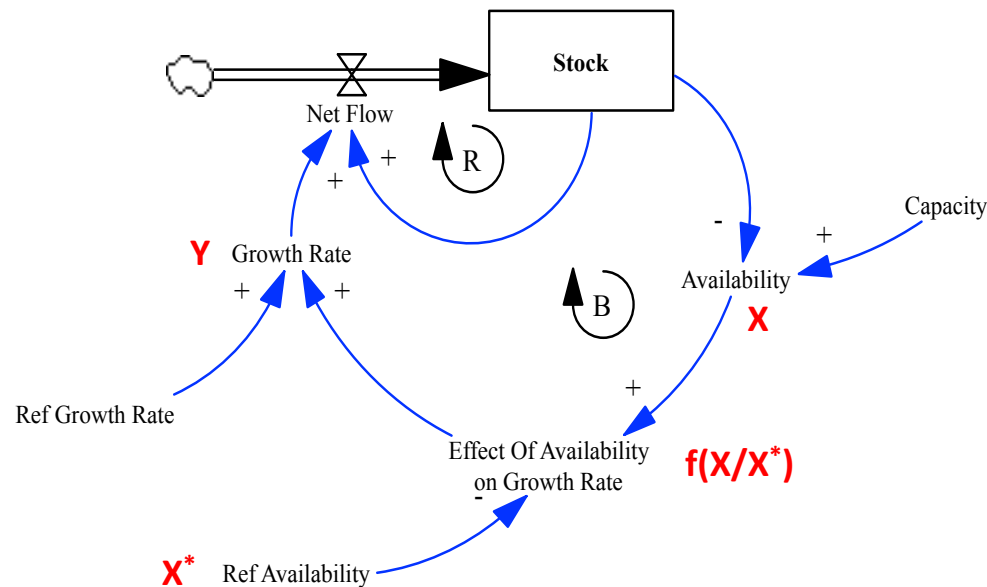 Stock
Net Flow
R
+
+
Capacity
-
+
Y Growth Rate
Availability
+
+
X
B
+
Ref Growth Rate
Effect Of Availability
on Growth Rate
f(X/X*)
-
X* Ref Availability